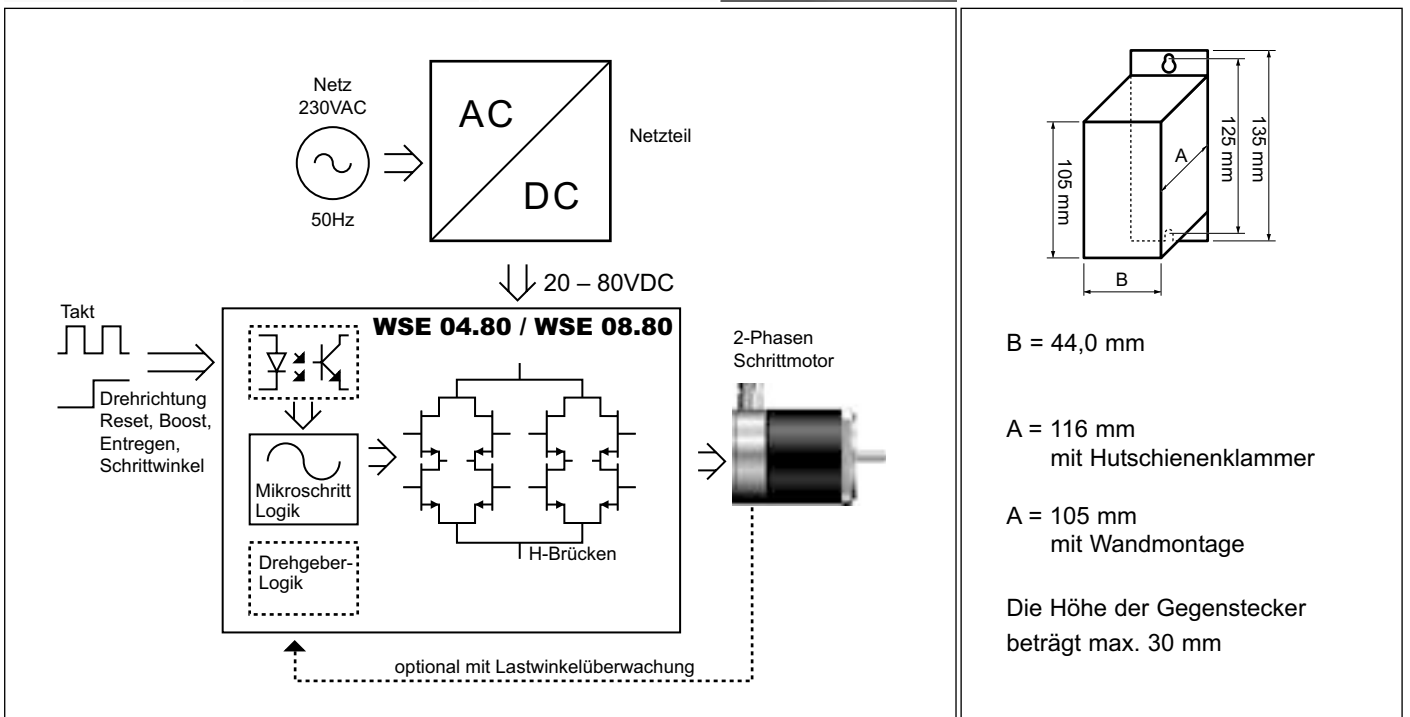 Netz
230VAC
50Hz
AC
DC
Netzteil
20 – 80VDC
Takt
Drehrichtung
Reset, Boost,
Entregen,
Schrittwinkel
WSE 04.80 / WSE 08.80
Mikroschritt
Logik
Drehgeber-
Logik
H-Brücken
2-Phasen
Schrittmotor
optional mit Lastwinkelüberwachung
105 mm
A
125 mm
135 mm
B
B = 44,0 mm
A = 116 mm
mit Hutschienenklammer
A = 105 mm
mit Wandmontage
Die Höhe der Gegenstecker
beträgt max. 30 mm